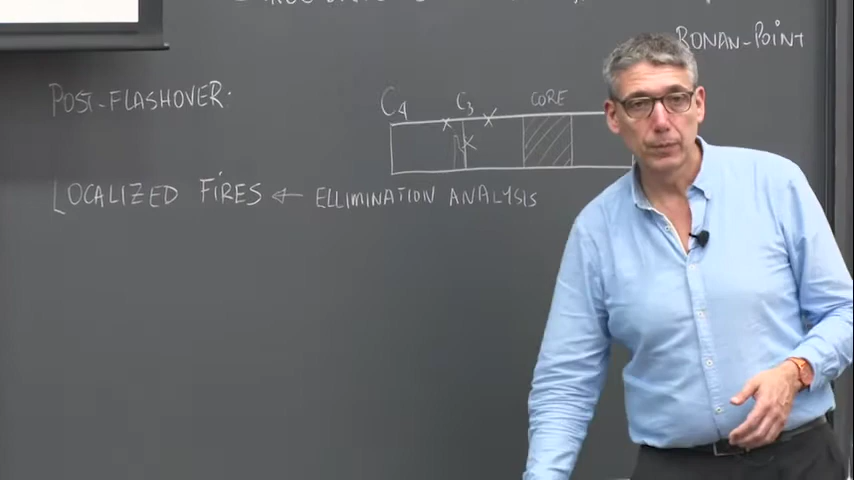 RONAN-POINT
POST-FLASHOVER.
C4 C3 CORE
LOCALIZED FIRES ← ELLIMINATION ANALYSIS